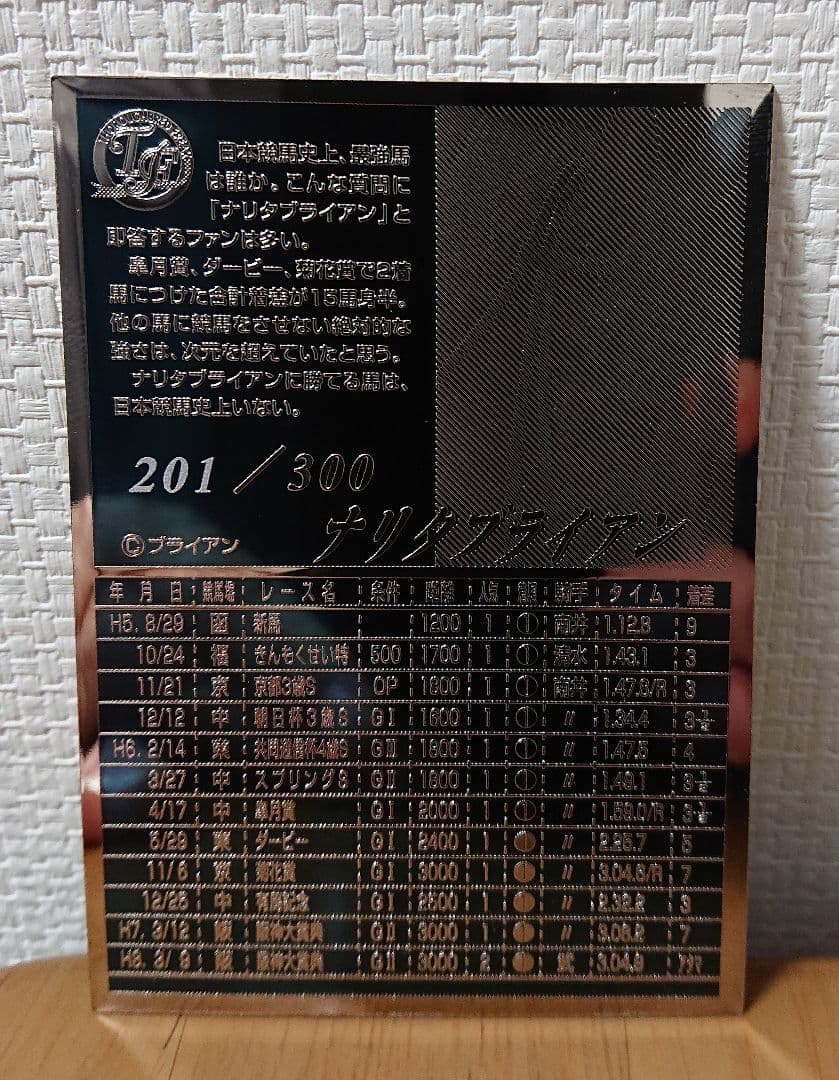 THOROUGHBRED
日本競馬史上、最強馬
は誰か。こんな質問に
「ナリタブライアン」と
即答するファンは多い。
皐月賞、ダービー、菊花賞で2着
馬につけた合計着差が15馬身半。
他の馬に競馬をさせない絶対的な
強さは、次元を超えていたと思う。
ナリタブライアンに勝てる馬は、
日本競馬史上いない。
201/300
ナリタブライアン
©ブライアン
年月日 競馬場 レース名 条件 距離 人気 着順 騎手 タイム 着差
H5. 8/29 函 新馬 1200 1 ① 南井 1.12.8 9
10/24 福 きんもくせい特 500 1700 1 ① 清水 1.43.1 3
11/21 京 京都3歳S OP 1800 1 ① 南井 1.47.8/R 3
12/12 中 朝日杯3歳S GI 1600 1 ① 〃 1.34.4 3½
H6. 2/14 東 共同通信杯4歳S GIII 1800 1 ① 〃 1.47.5 4
3/27 中 スプリングS GII 1800 1 ① 〃 1.49.1 3½
4/17 中 皐月賞 GI 2000 1 ① 〃 1.59.0/R 3½
5/29 東 ダービー GI 2400 1 ① 〃 2.25.7 5
11/6 京 菊花賞 GI 3000 1 ① 〃 3.04.6/R 7
12/25 中 有馬記念 GI 2500 1 ① 〃 2.32.2 3
H7. 3/12 阪神大賞典 GII 3000 1 ① 〃 3.08.2 7
H8. 3/9 阪神大賞典 GII 3000 2 ① 武 3.04.9 アタマ